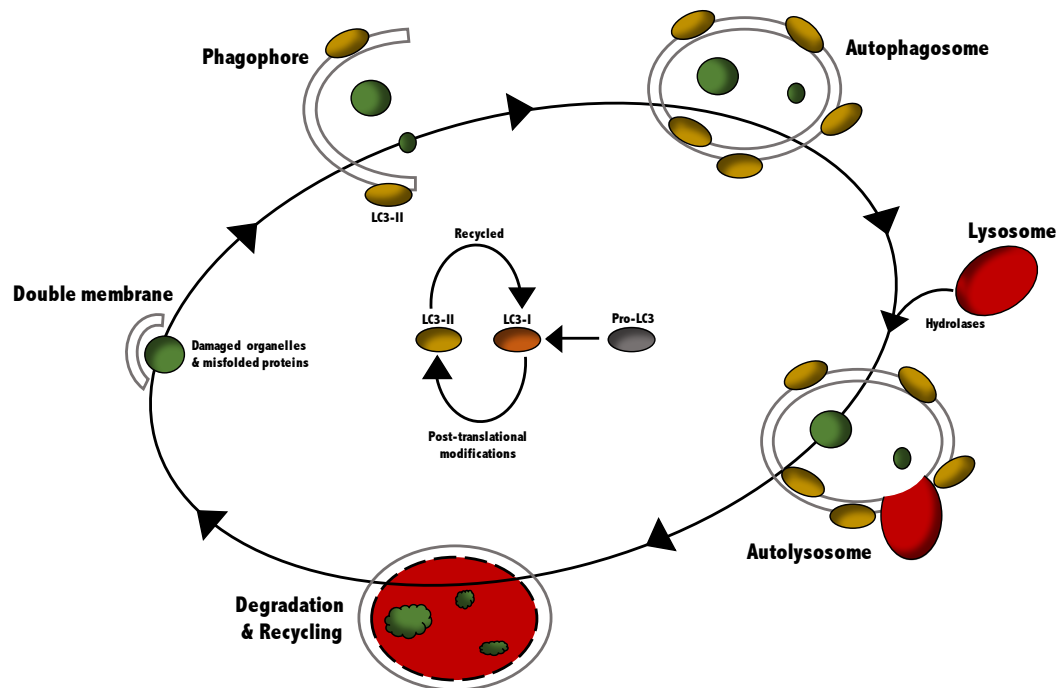 Phagophore
Autophagosome
LC3-II
Lysosome
Hydrolases
Recycled
Double membrane
LC3-II
LC3-I
Pro-LC3
Damaged organelles
& misfolded proteins
Post-translational
modifications
Autolysosome
Degradation
& Recycling